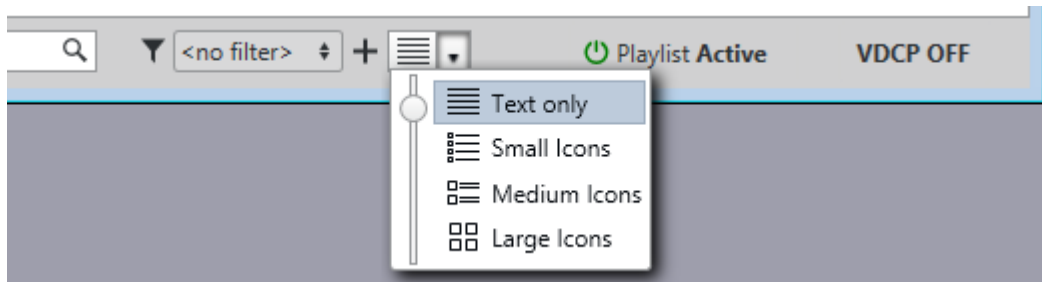 <no filter> Playlist Active VDCP OFF
Text only
Small Icons
Medium Icons
Large Icons